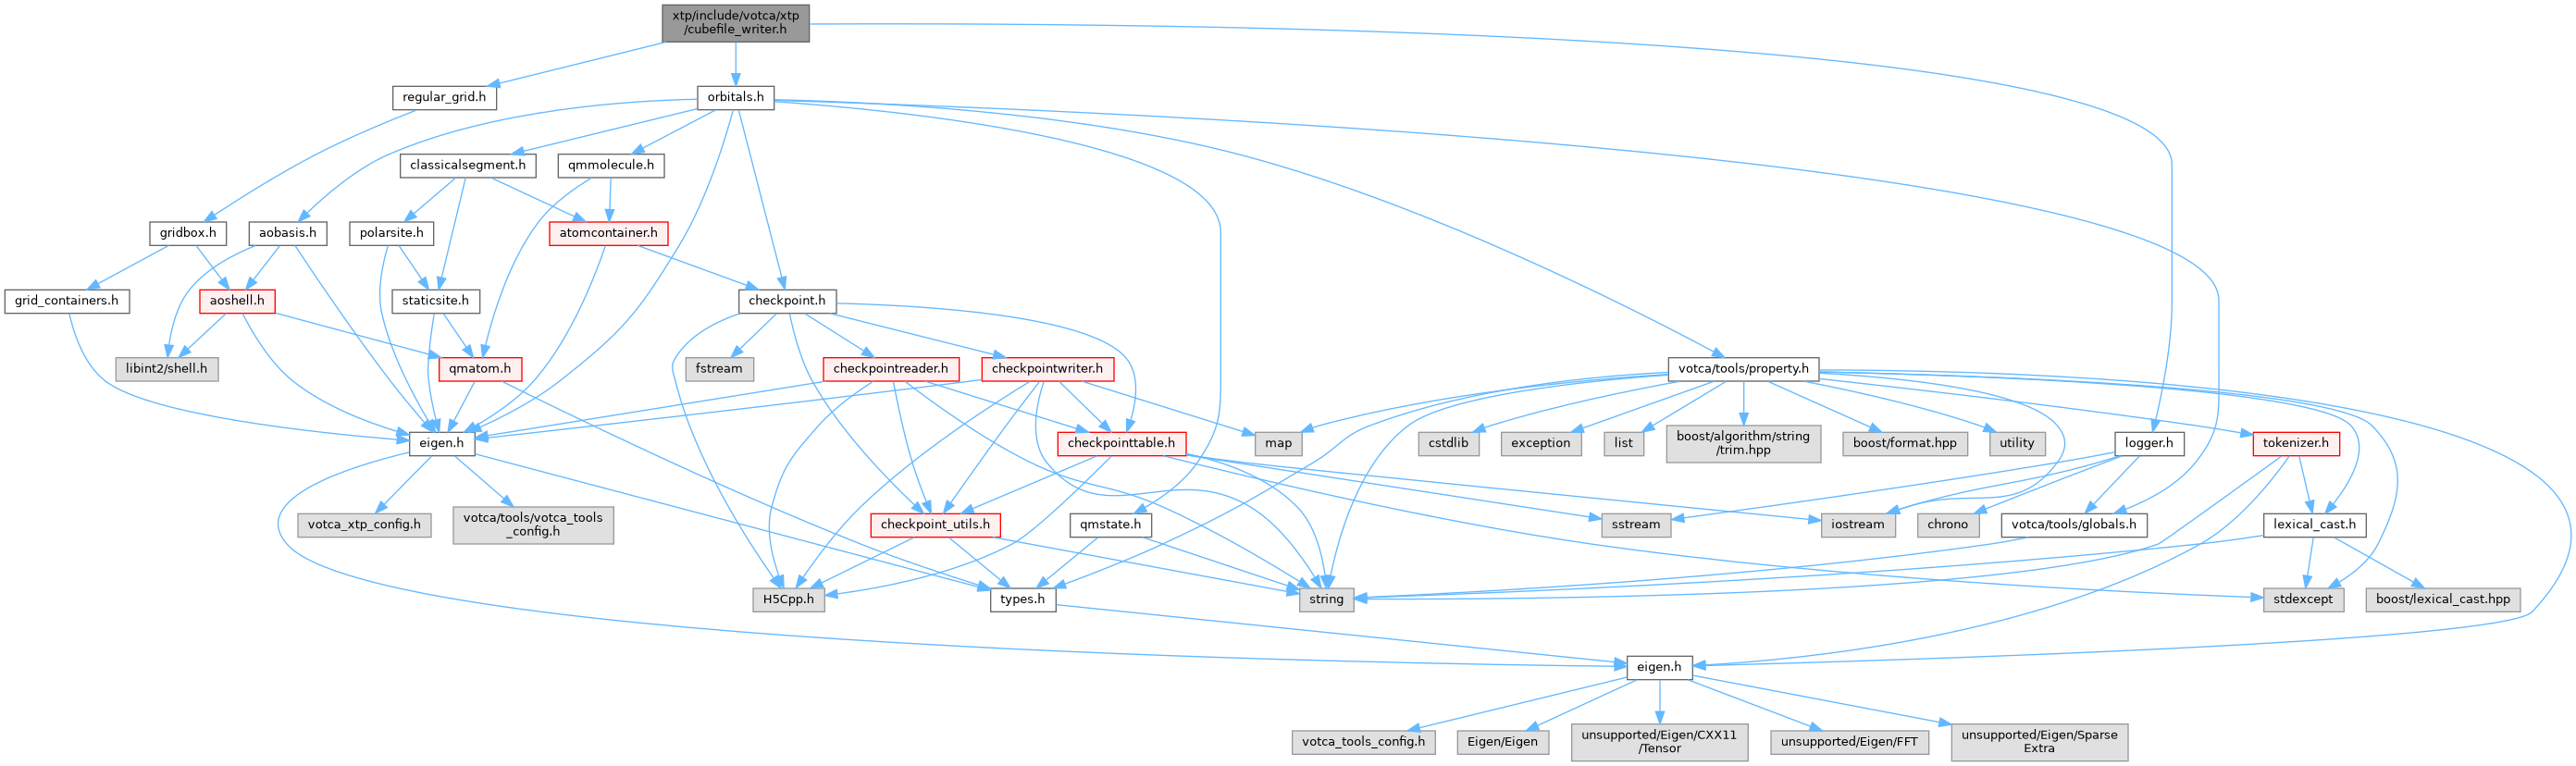 xtp/include/votca/xtp
/cubefile_writer.h
regular_grid.h
orbitals.h
classicalsegment.h
qmmolecule.h
gridbox.h
aobasis.h
polarsite.h
atomcontainer.h
grid_containers.h
aoshell.h
staticsite.h
checkpoint.h
libint2/shell.h
qmatom.h
fstream
checkpointreader.h
checkpointwriter.h
votca/tools/property.h
eigen.h
checkpointtable.h
map
cstdlib
exception
list
boost/algorithm/string
/trim.hpp
boost/format.hpp
utility
logger.h
tokenizer.h
votca_xtp_config.h
votca/tools/votca_tools
_config.h
checkpoint_utils.h
qmstate.h
sstream
iostream
chrono
votca/tools/globals.h
lexical_cast.h
H5Cpp.h
types.h
string
stdexcept
boost/lexical_cast.hpp
eigen.h
votca_tools_config.h
Eigen/Eigen
unsupported/Eigen/CXX11
/Tensor
unsupported/Eigen/FFT
unsupported/Eigen/Sparse
Extra